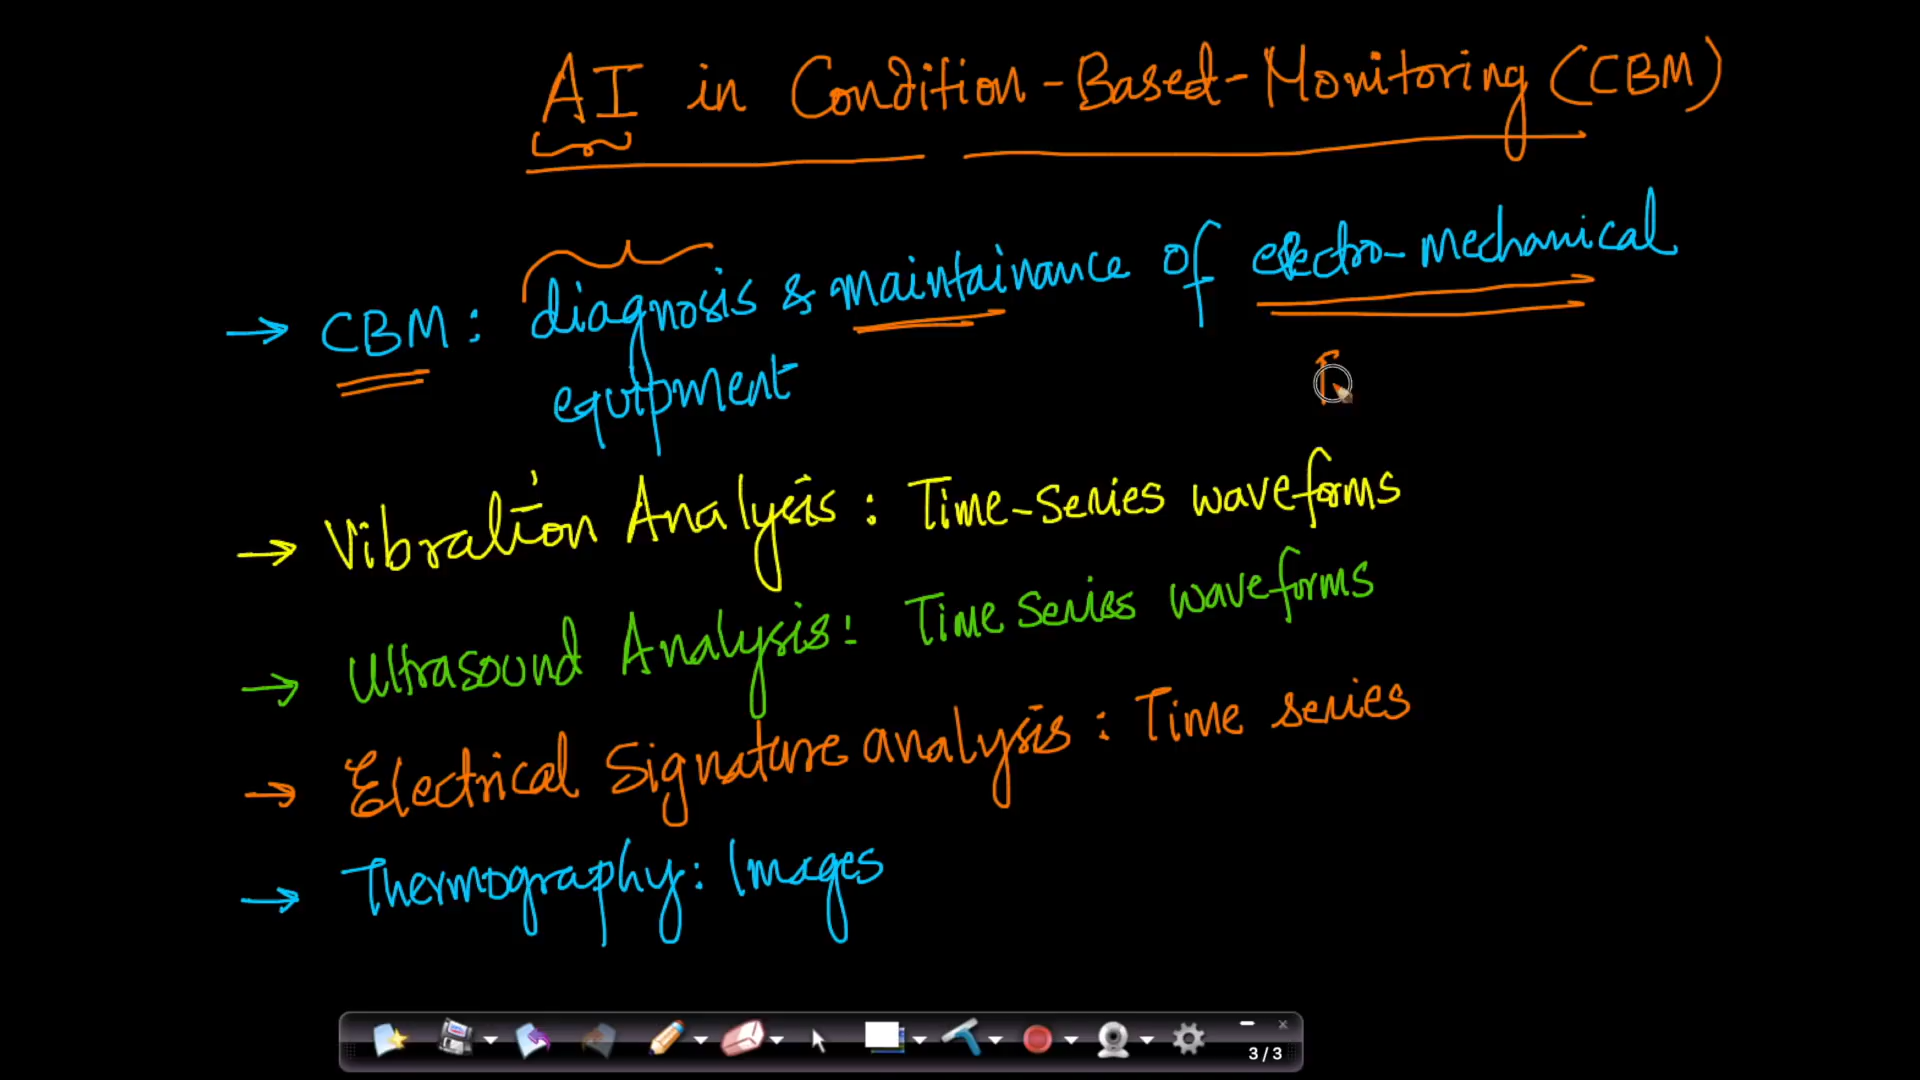 AI in Condition-Based-Monitoring (CBM)
→ CBM: diagnosis & maintainance of electro-mechanical
equipment
→ Vibration Analysis: Time-series waveforms
→ Ultrasound Analysis: Time series waveforms
→ Electrical Signature analysis: Time series
→ Thermography: Images
3/3